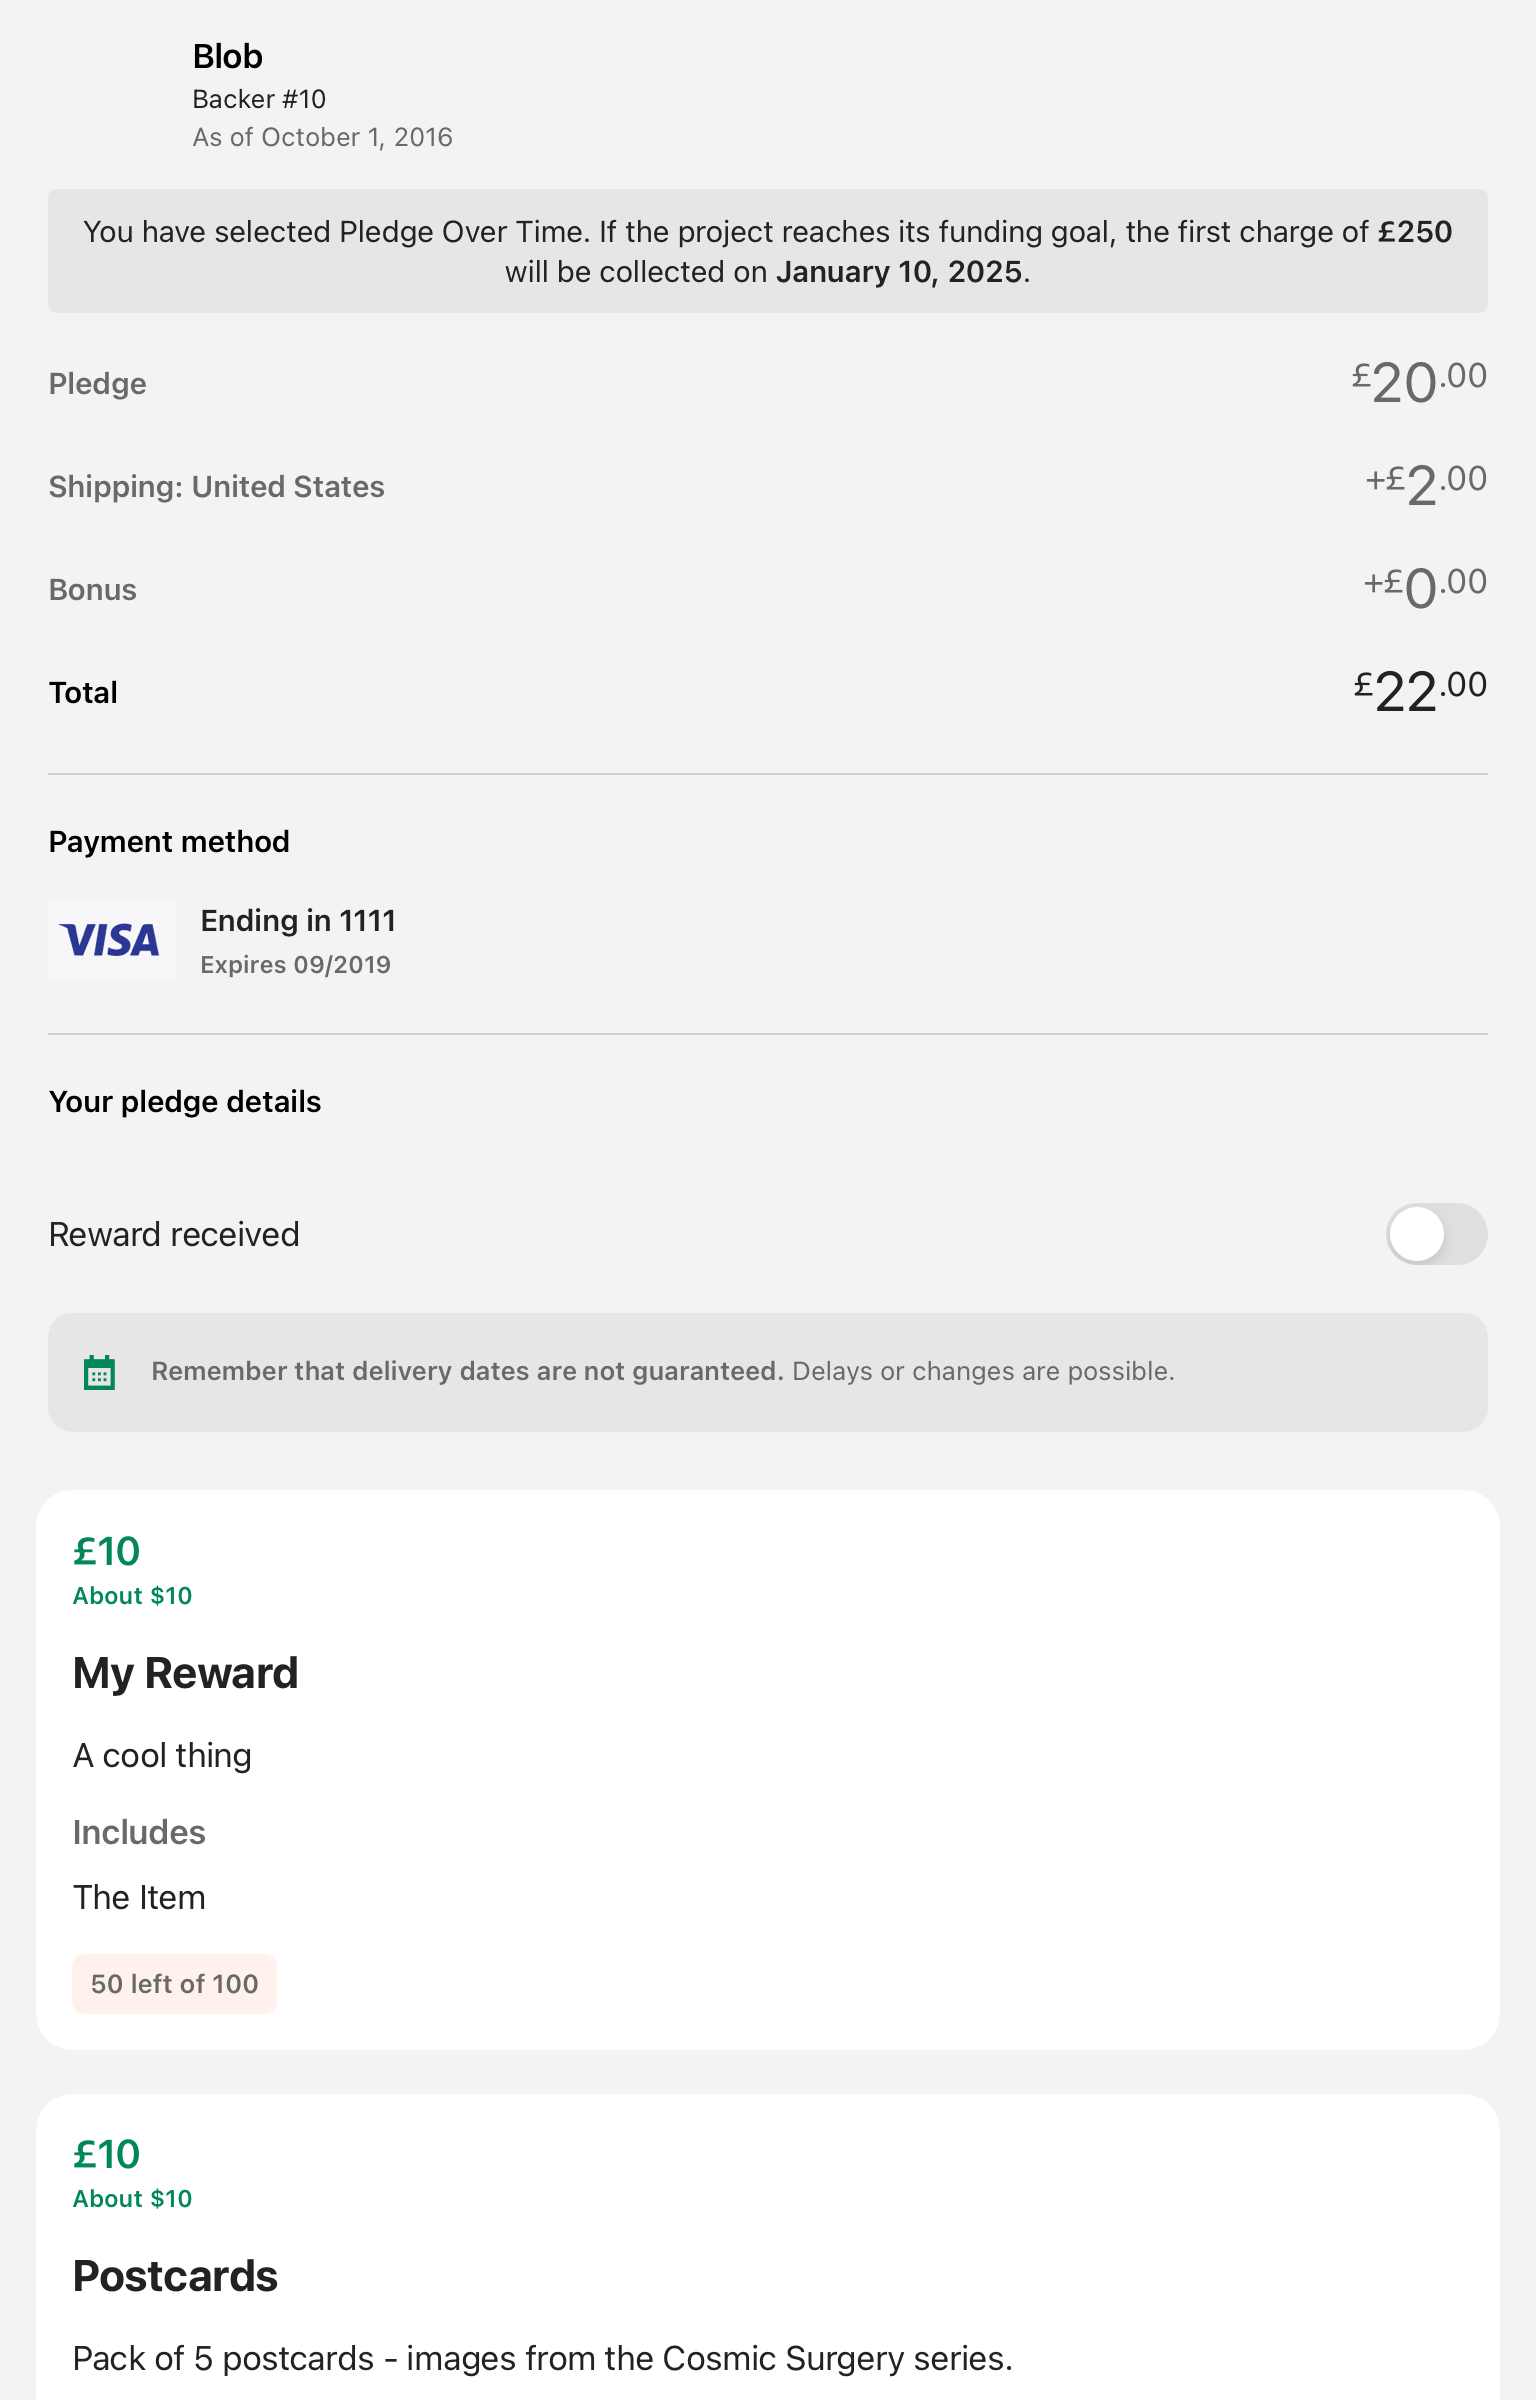 Blob
Backer #10
As of October 1, 2016
You have selected Pledge Over Time. If the project reaches its funding goal, the first charge of £250
will be collected on January 10, 2025.
Pledge £20.00
Shipping: United States +£2.00
Bonus +£0.00
Total £22.00
Payment method
VISA
Ending in 1111
Expires 09/2019
Your pledge details
Reward received
Remember that delivery dates are not guaranteed. Delays or changes are possible.
£10
About $10
My Reward
A cool thing
Includes
The Item
50 left of 100
£10
About $10
Postcards
Pack of 5 postcards - images from the Cosmic Surgery series.